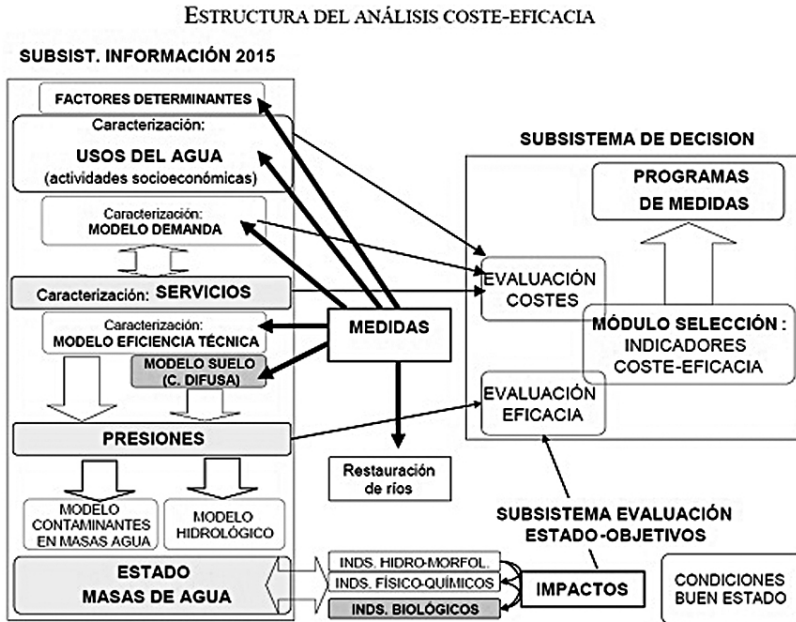 ESTRUCTURA DEL ANÁLISIS COSTE-EFICACIA
SUBSIST. INFORMACIÓN 2015
FACTORES DETERMINANTES
Caracterización:
USOS DEL AGUA
(actividades socioeconómicas)
Caracterización:
MODELO DEMANDA
Caracterización: SERVICIOS
Caracterización:
MODELO EFICIENCIA TÉCNICA
MODELO SUELO
(C. DIFUSA)
PRESIONES
MODELO
CONTAMINANTES
EN MASAS AGUA
MODELO
HIDROLÓGICO
ESTADO
MASAS DE AGUA
MEDIDAS
Restauración
de ríos
INDS. HIDRO-MORFOL.
INDS. FÍSICO-QUÍMICOS
INDS. BIOLÓGICOS
SUBSISTEMA DE DECISION
PROGRAMAS
DE MEDIDAS
EVALUACIÓN
COSTES
MÓDULO SELECCIÓN :
INDICADORES
COSTE-EFICACIA
EVALUACIÓN
EFICACIA
SUBSISTEMA EVALUACIÓN
ESTADO-OBJETIVOS
IMPACTOS
CONDICIONES
BUEN ESTADO